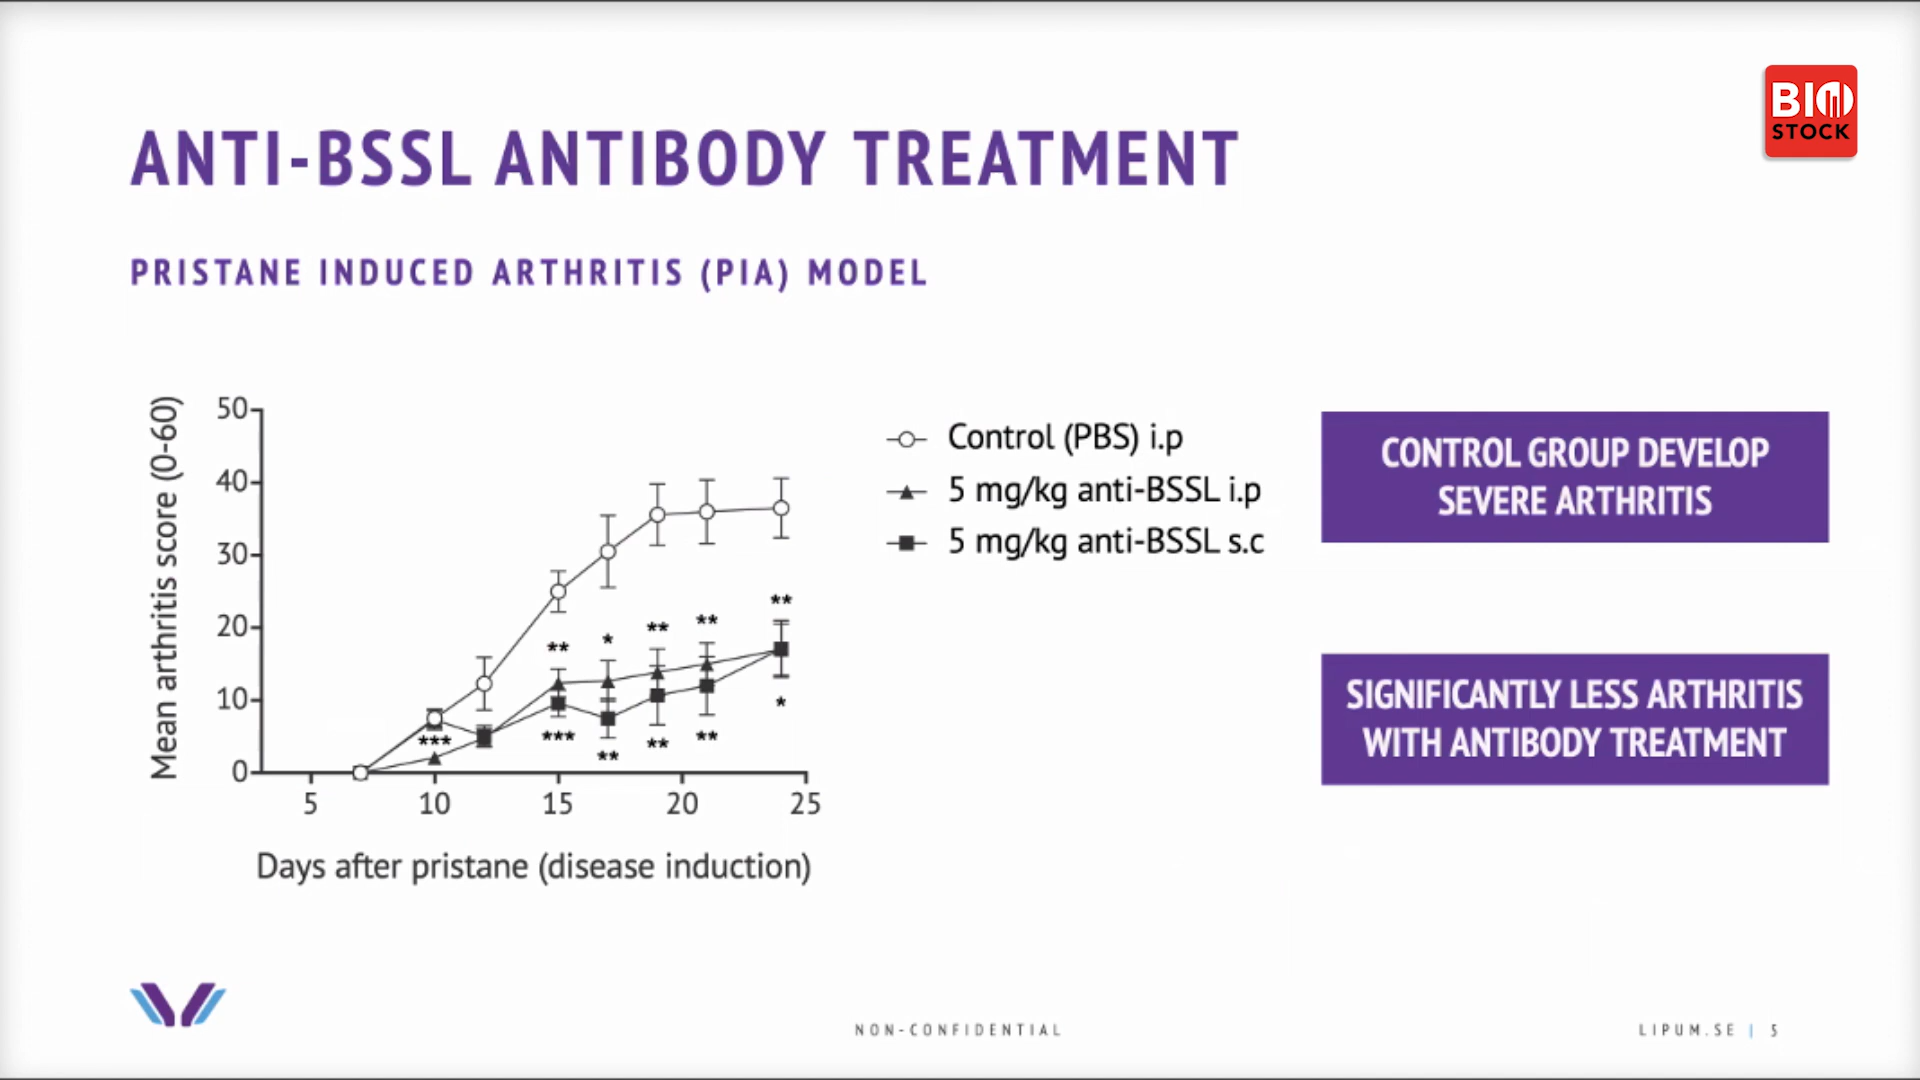 BIO
STOCK
ANTI-BSSL ANTIBODY TREATMENT
PRISTANE INDUCED ARTHRITIS (PIA) MODEL
Mean arthritis score (0-60)
50
40
30
20
10
0
** * ** ** **
*** *** ** ** ** *
5 10 15 20 25
Days after pristane (disease induction)
Control (PBS) i.p
5 mg/kg anti-BSSL i.p
5 mg/kg anti-BSSL s.c
CONTROL GROUP DEVELOP
SEVERE ARTHRITIS
SIGNIFICANTLY LESS ARTHRITIS
WITH ANTIBODY TREATMENT
NON-CONFIDENTIAL
LIPUM.SE | 5